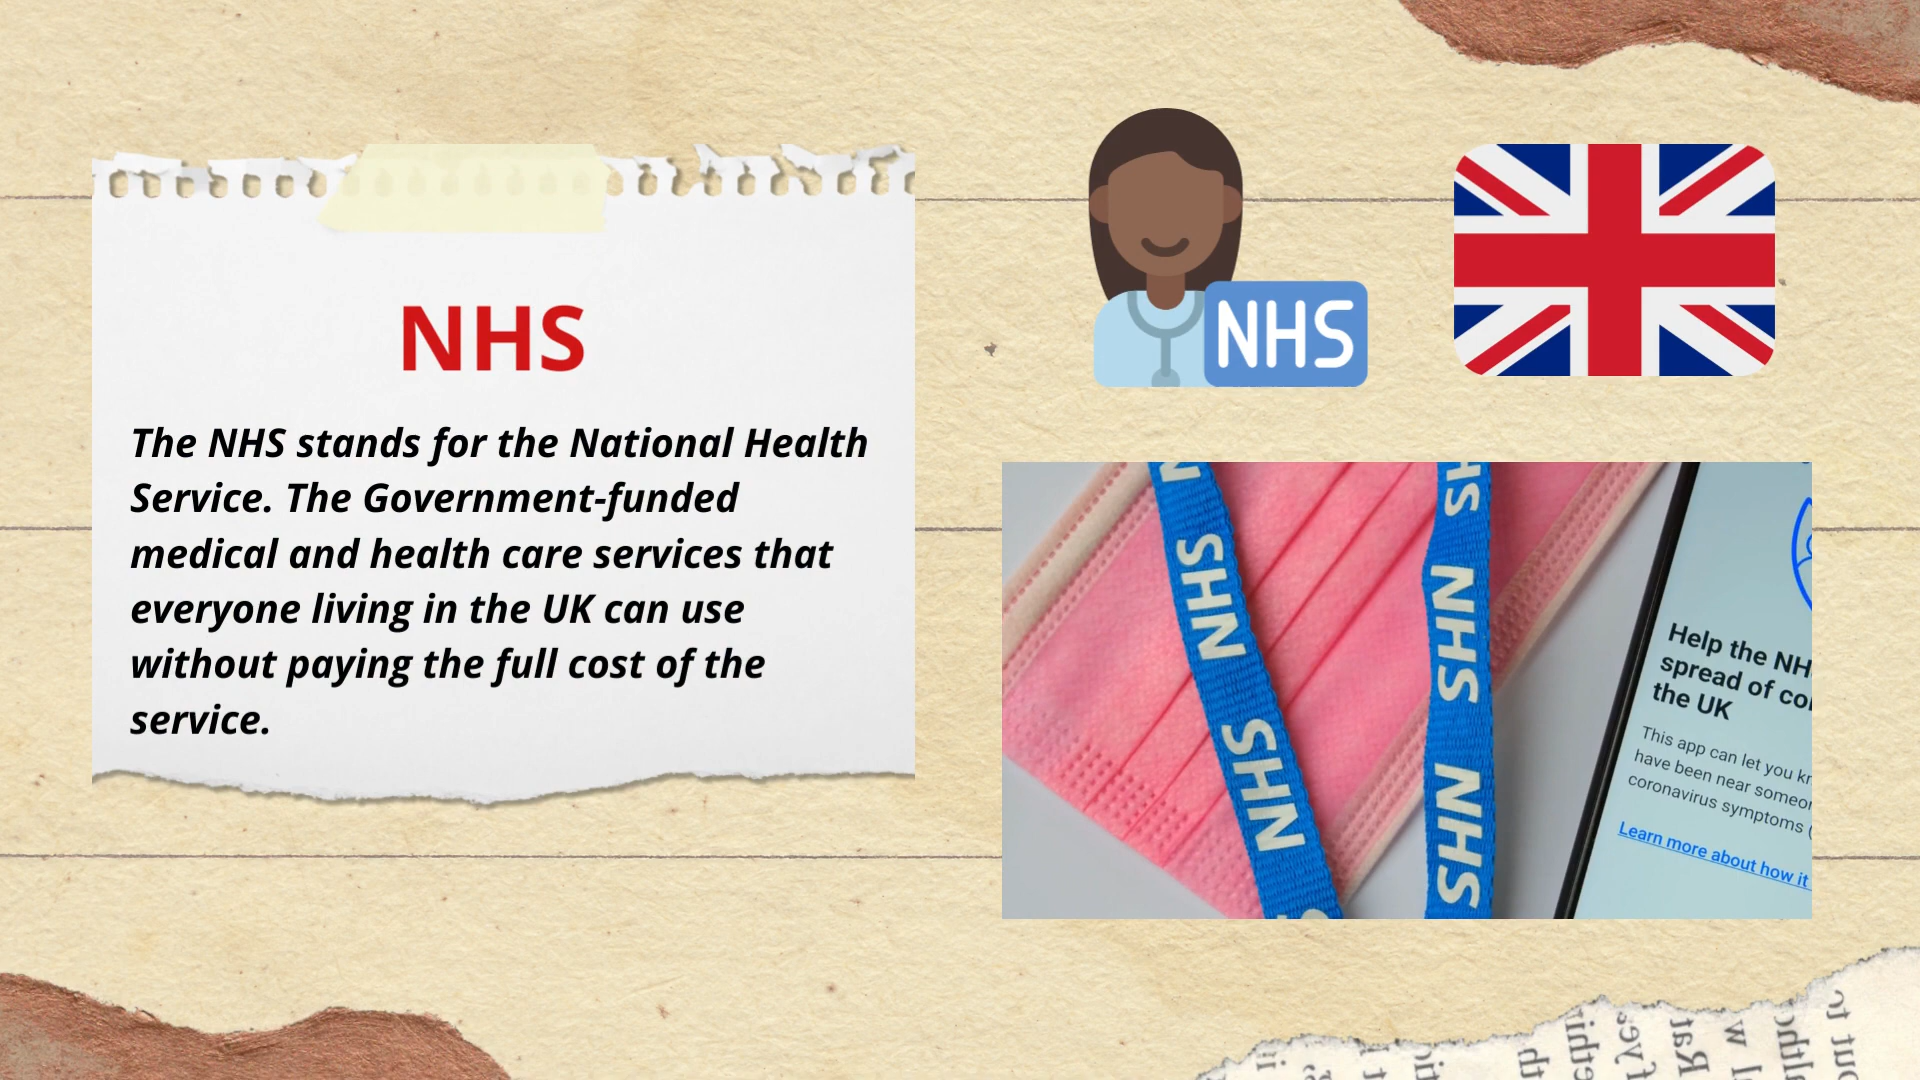 NHS
The NHS stands for the National Health
Service. The Government-funded
medical and health care services that
everyone living in the UK can use
without paying the full cost of the
service.
NHS
NHS
NHS
NHS
NHS
NHS
Help the
spread of
the UK
This app can let you
have been near
coronavirus symptoms
Learn more about how it